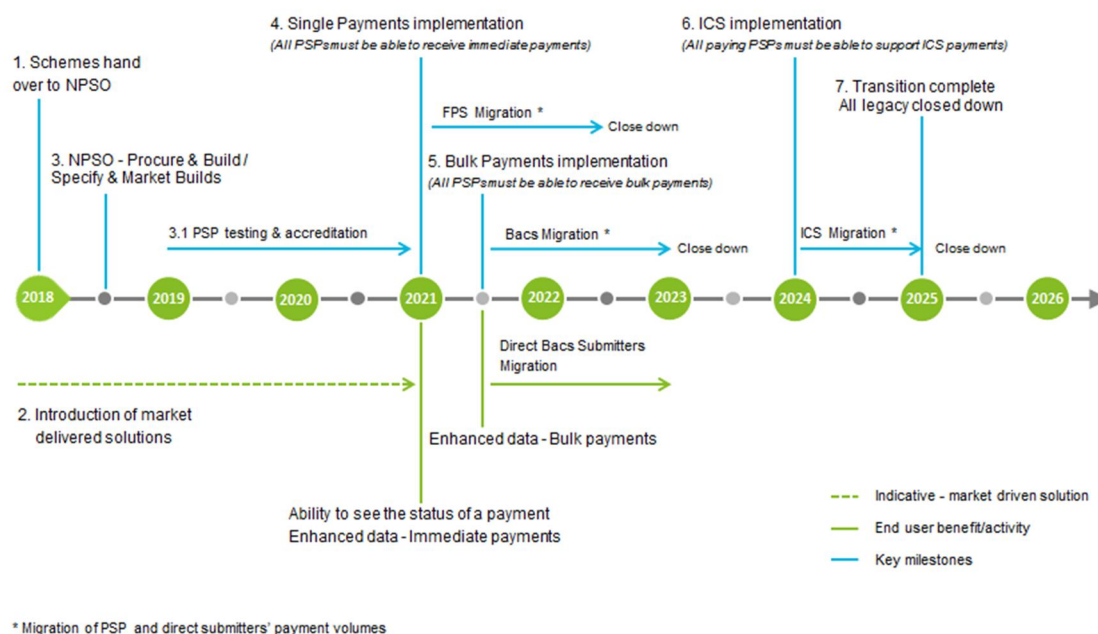 4. Single Payments implementation
(All PSPs must be able to receive immediate payments)
6. ICS implementation
(All paying PSPs must be able to support ICS payments)
1. Schemes hand
over to NPSO
7. Transition complete
All legacy closed down
FPS Migration *
Close down
3. NPSO - Procure & Build /
Specify & Market Builds
5. Bulk Payments implementation
(All PSPs must be able to receive bulk payments)
3.1 PSP testing & accreditation
Bacs Migration *
Close down
ICS Migration *
Close down
2018
2019
2020
2021
2022
2023
2024
2025
2026
Direct Bacs Submitters
Migration
2. Introduction of market
delivered solutions
Enhanced data - Bulk payments
Ability to see the status of a payment
Enhanced data - Immediate payments
Indicative - market driven solution
End user benefit/activity
Key milestones
* Migration of PSP and direct submitters' payment volumes